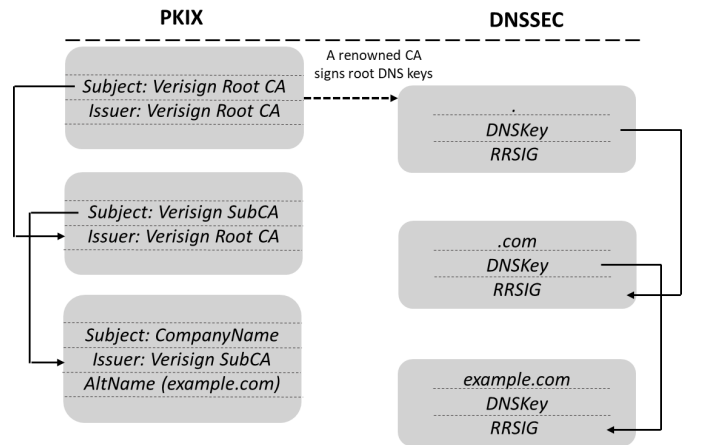 PKIX
DNSSEC
A renowned CA
signs root DNS keys
Subject: Verisign Root CA
Issuer: Verisign Root CA
.
DNSKey
RRSIG
Subject: Verisign SubCA
Issuer: Verisign Root CA
.com
DNSKey
RRSIG
Subject: CompanyName
Issuer: Verisign SubCA
AltName (example.com)
example.com
DNSKey
RRSIG